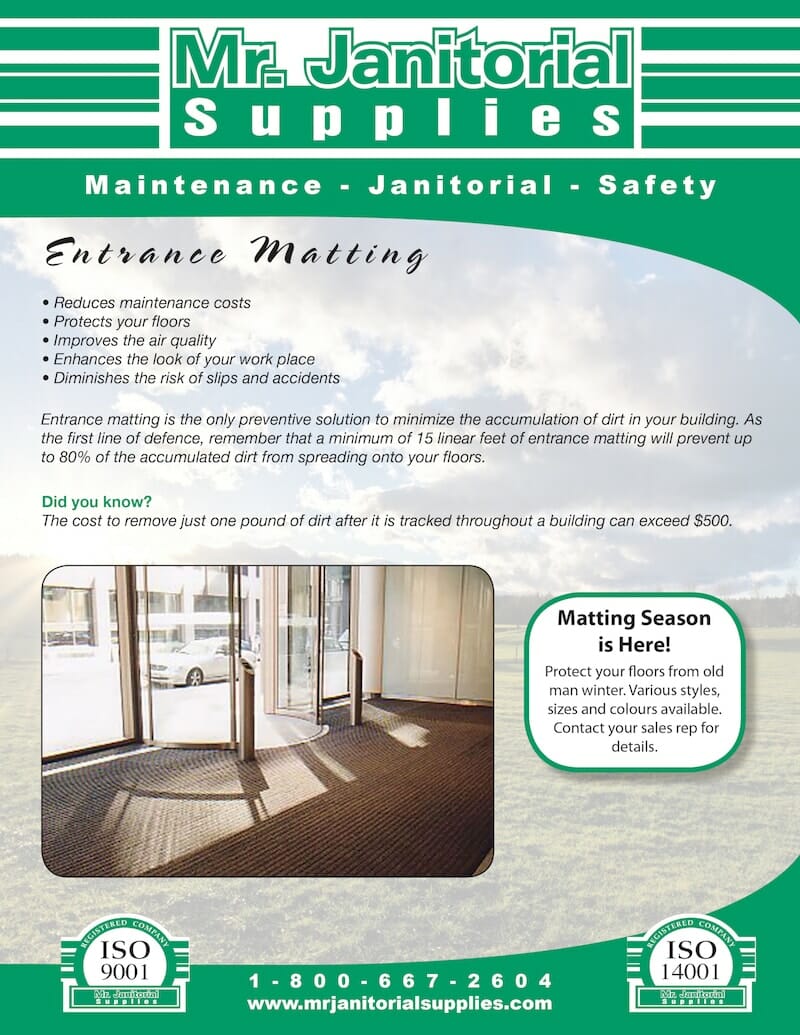 Mr. Janitorial
Supplies
Maintenance - Janitorial - Safety
Entrance Matting
• Reduces maintenance costs
• Protects your floors
• Improves the air quality
• Enhances the look of your work place
• Diminishes the risk of slips and accidents
Entrance matting is the only preventive solution to minimize the accumulation of dirt in your building. As
the first line of defence, remember that a minimum of 15 linear feet of entrance matting will prevent up
to 80% of the accumulated dirt from spreading onto your floors.
Did you know?
The cost to remove just one pound of dirt after it is tracked throughout a building can exceed $500.
Matting Season
is Here!
Protect your floors from old
man winter. Various styles,
sizes and colours available.
Contact your sales rep for
details.
REGISTERED COMPANY
ISO
9001
Mr. Janitorial
Supplies
1-800-667-2604
www.mrjanitorialsupplies.com
REGISTERED COMPANY
ISO
14001
Mr. Janitorial
Supplies